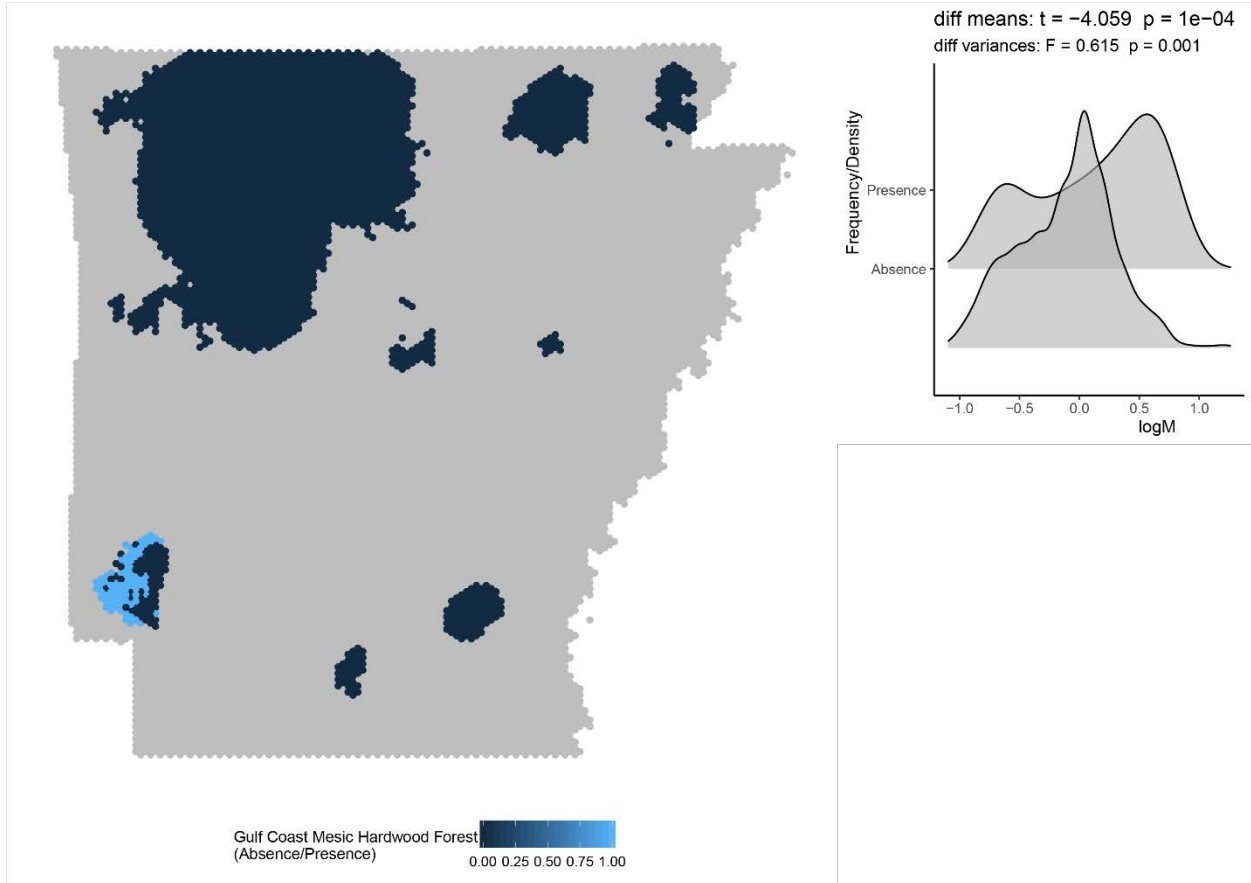 diff means: t = −4.059 p = 1e−04
diff variances: F = 0.615 p = 0.001
Frequency/Density
Presence
Absence
−1.0 −0.5 0.0 0.5 1.0
logM
Gulf Coast Mesic Hardwood Forest
(Absence/Presence)
0.00 0.25 0.50 0.75 1.00